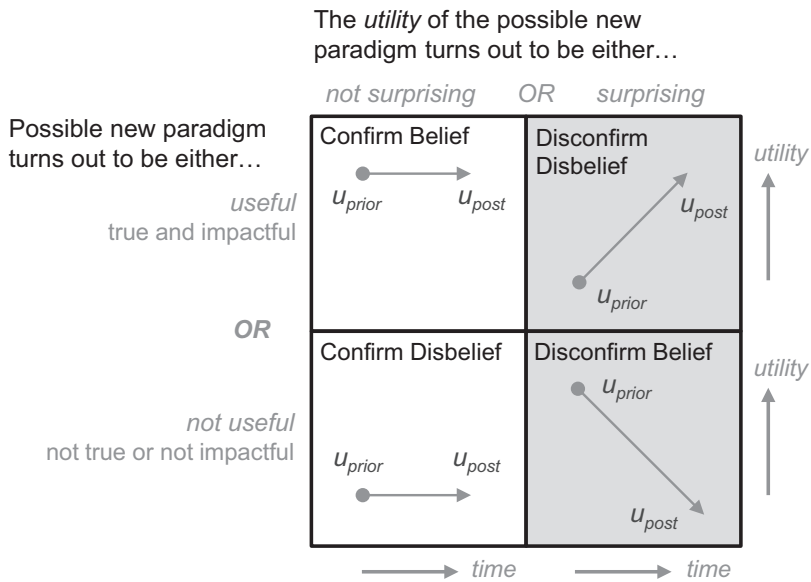 The utility of the possible new
paradigm turns out to be either…
not surprising OR surprising
Possible new paradigm
turns out to be either…
Confirm Belief
Disconfirm
Disbelief
utility
useful
true and impactful
u_prior
u_post
u_post
u_prior
OR
Confirm Disbelief
Disconfirm Belief
utility
u_prior
not useful
not true or not impactful
u_prior
u_post
u_post
time
time